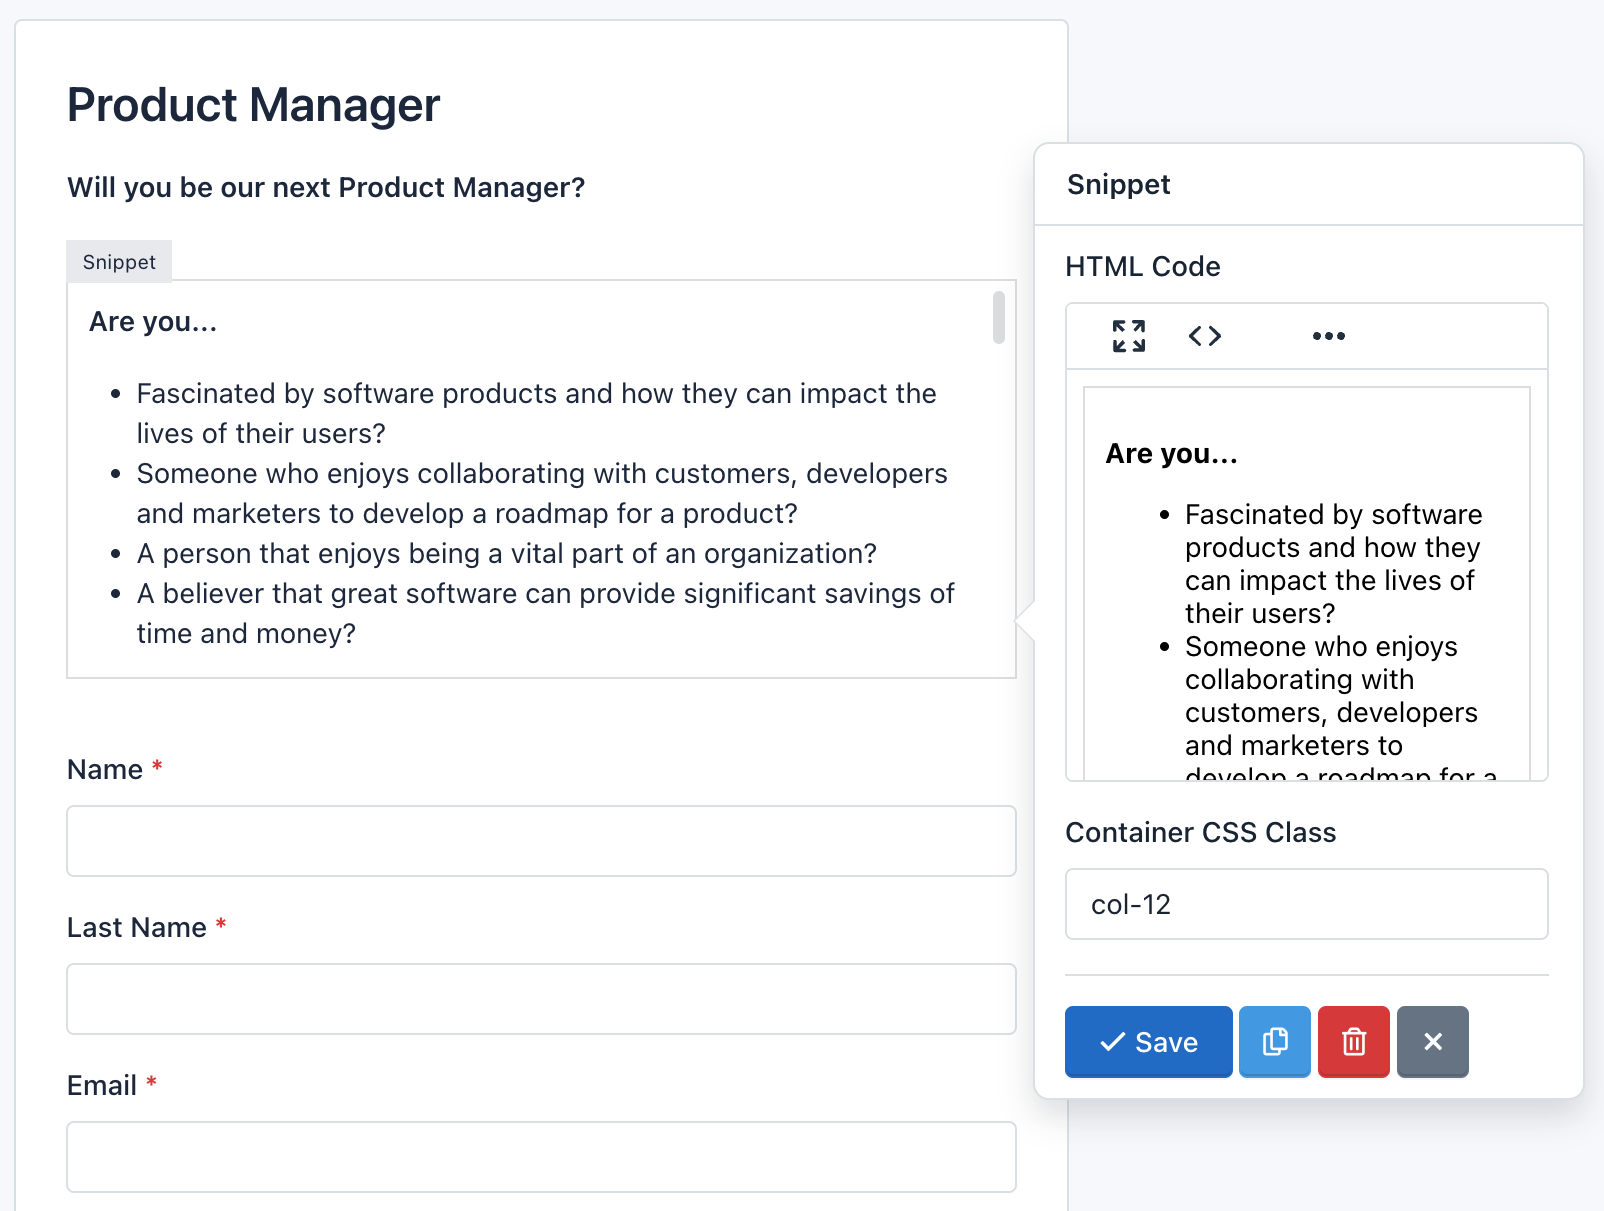 Product Manager
Will you be our next Product Manager?
Snippet
Are you...
• Fascinated by software products and how they can impact the
lives of their users?
• Someone who enjoys collaborating with customers, developers
and marketers to develop a roadmap for a product?
• A person that enjoys being a vital part of an organization?
• A believer that great software can provide significant savings of
time and money?
Name *
Last Name *
Email *
Snippet
HTML Code
Are you...
• Fascinated by software
products and how they
can impact the lives of
their users?
• Someone who enjoys
collaborating with
customers, developers
and marketers to
develop a roadmap for a
Container CSS Class
col-12
Save